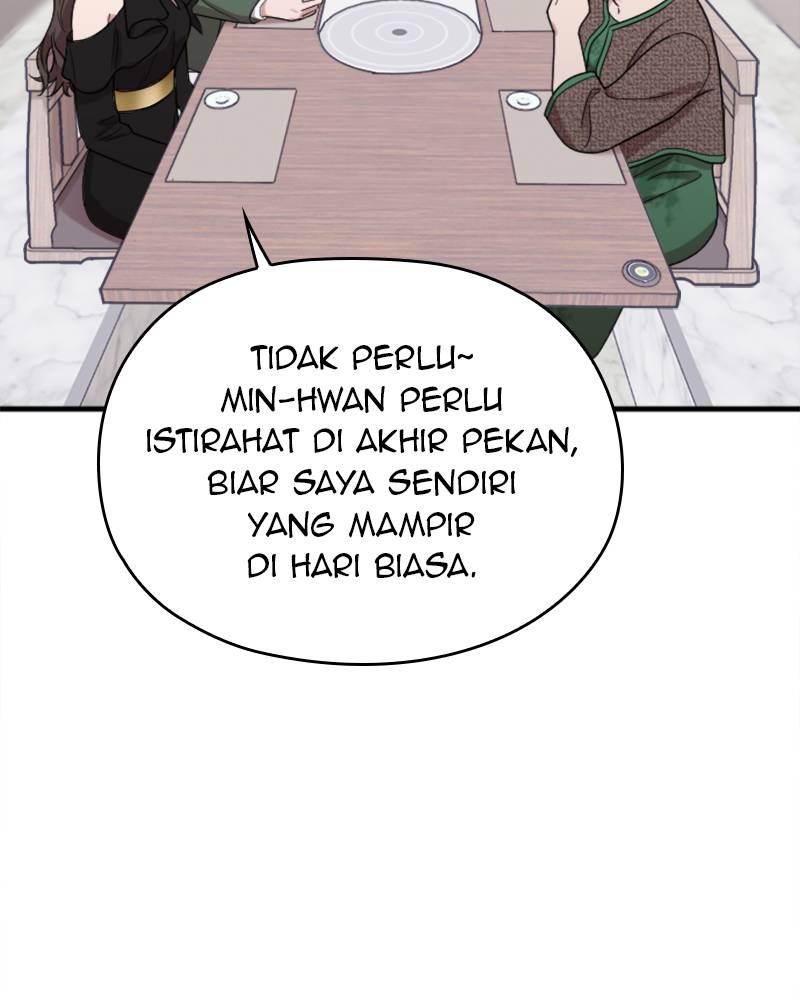 TIDAK PERLU~
MIN-HWAN PERLU
ISTIRAHAT DI AKHIR PEKAN,
BIAR SAYA SENDIRI
YANG MAMPIR
DI HARI BIASA.